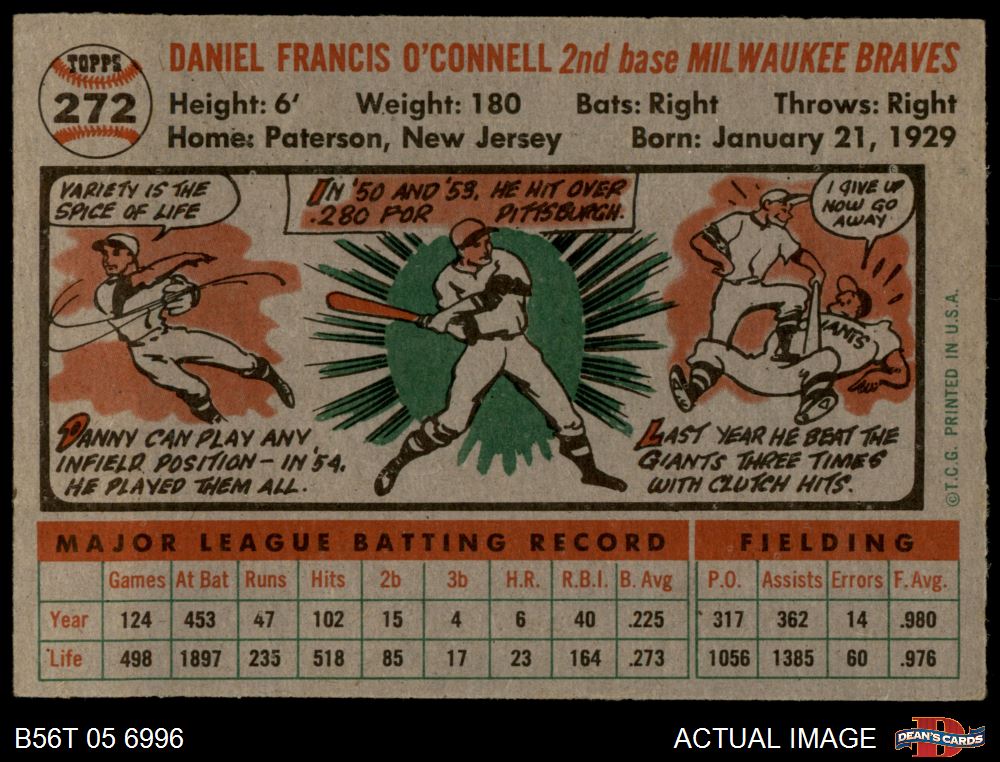 TOPPS
272
DANIEL FRANCIS O'CONNELL 2nd base MILWAUKEE BRAVES
Height: 6' Weight: 180 Bats: Right Throws: Right
Home: Paterson, New Jersey Born: January 21, 1929
VARIETY IS THE
SPICE OF LIFE
DANNY CAN PLAY ANY
INFIELD POSITION - IN '54,
HE PLAYED THEM ALL.
IN '50 AND '53, HE HIT OVER
.280 FOR PITTSBURGH.
I GIVE UP
NOW GO
AWAY
GIANTS
LAST YEAR HE BEAT THE
GIANTS THREE TIMES
WITH CLUTCH HITS.
©T.C.G. PRINTED IN U.S.A.
MAJOR LEAGUE BATTING RECORD FIELDING
Games At Bat Runs Hits 2b 3b H.R. R.B.I. B. Avg P.O. Assists Errors F. Avg.
Year 124 453 47 102 15 4 6 40 .225 317 362 14 .980
Life 498 1897 235 518 85 17 23 164 .273 1056 1385 60 .976
B56T 05 6996 ACTUAL IMAGE
D
DEAN'S CARDS